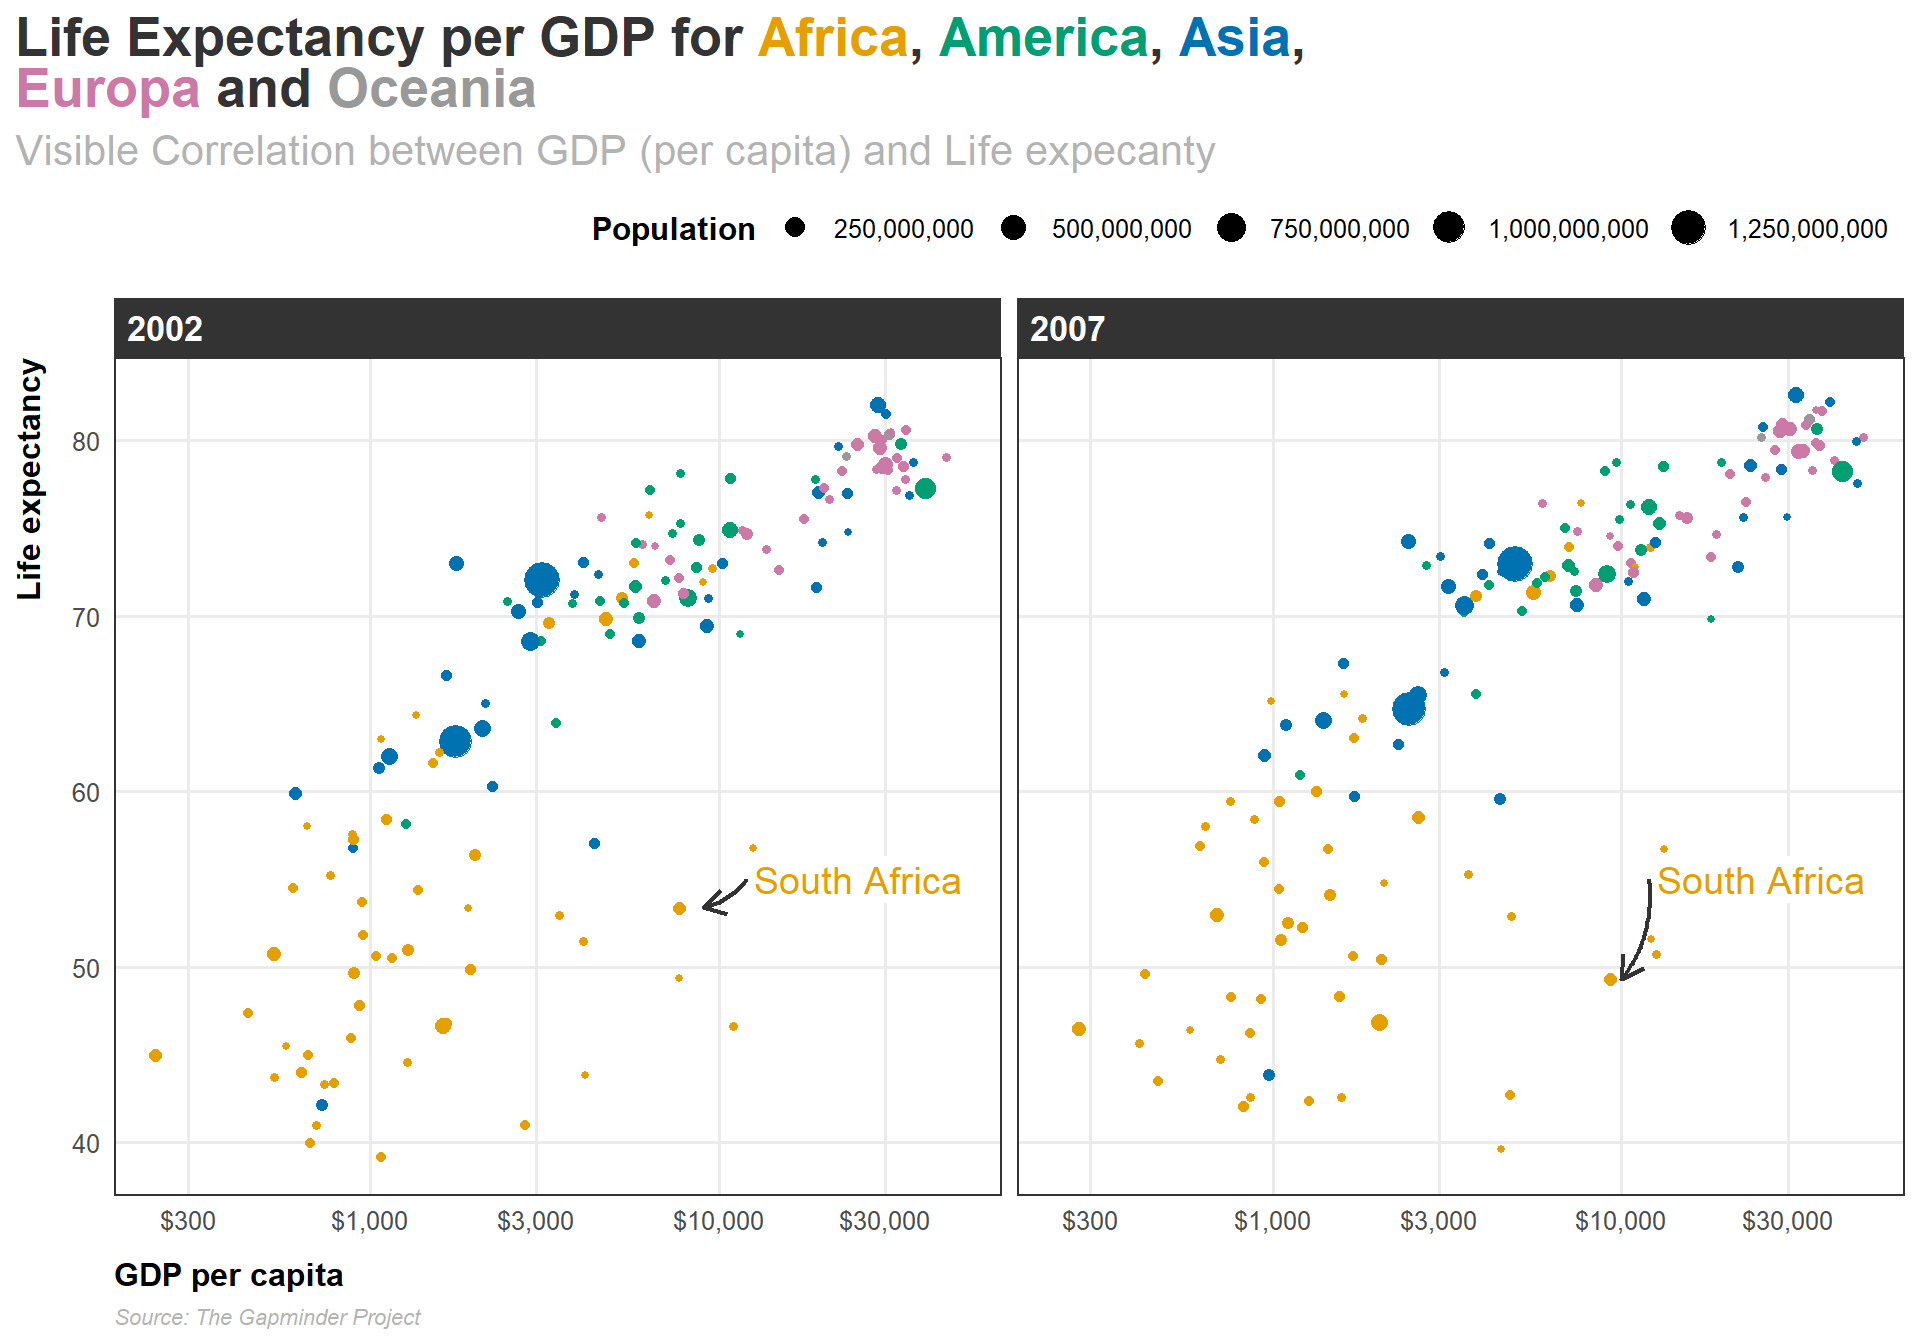 Life Expectancy per GDP for Africa, America, Asia,
Europa and Oceania
Visible Correlation between GDP (per capita) and Life expecanty
Population 250,000,000 500,000,000 750,000,000 1,000,000,000 1,250,000,000
2002 2007
Life expectancy
80
70
60
50
40
South Africa South Africa
$300 $1,000 $3,000 $10,000 $30,000 $300 $1,000 $3,000 $10,000 $30,000
GDP per capita
Source: The Gapminder Project